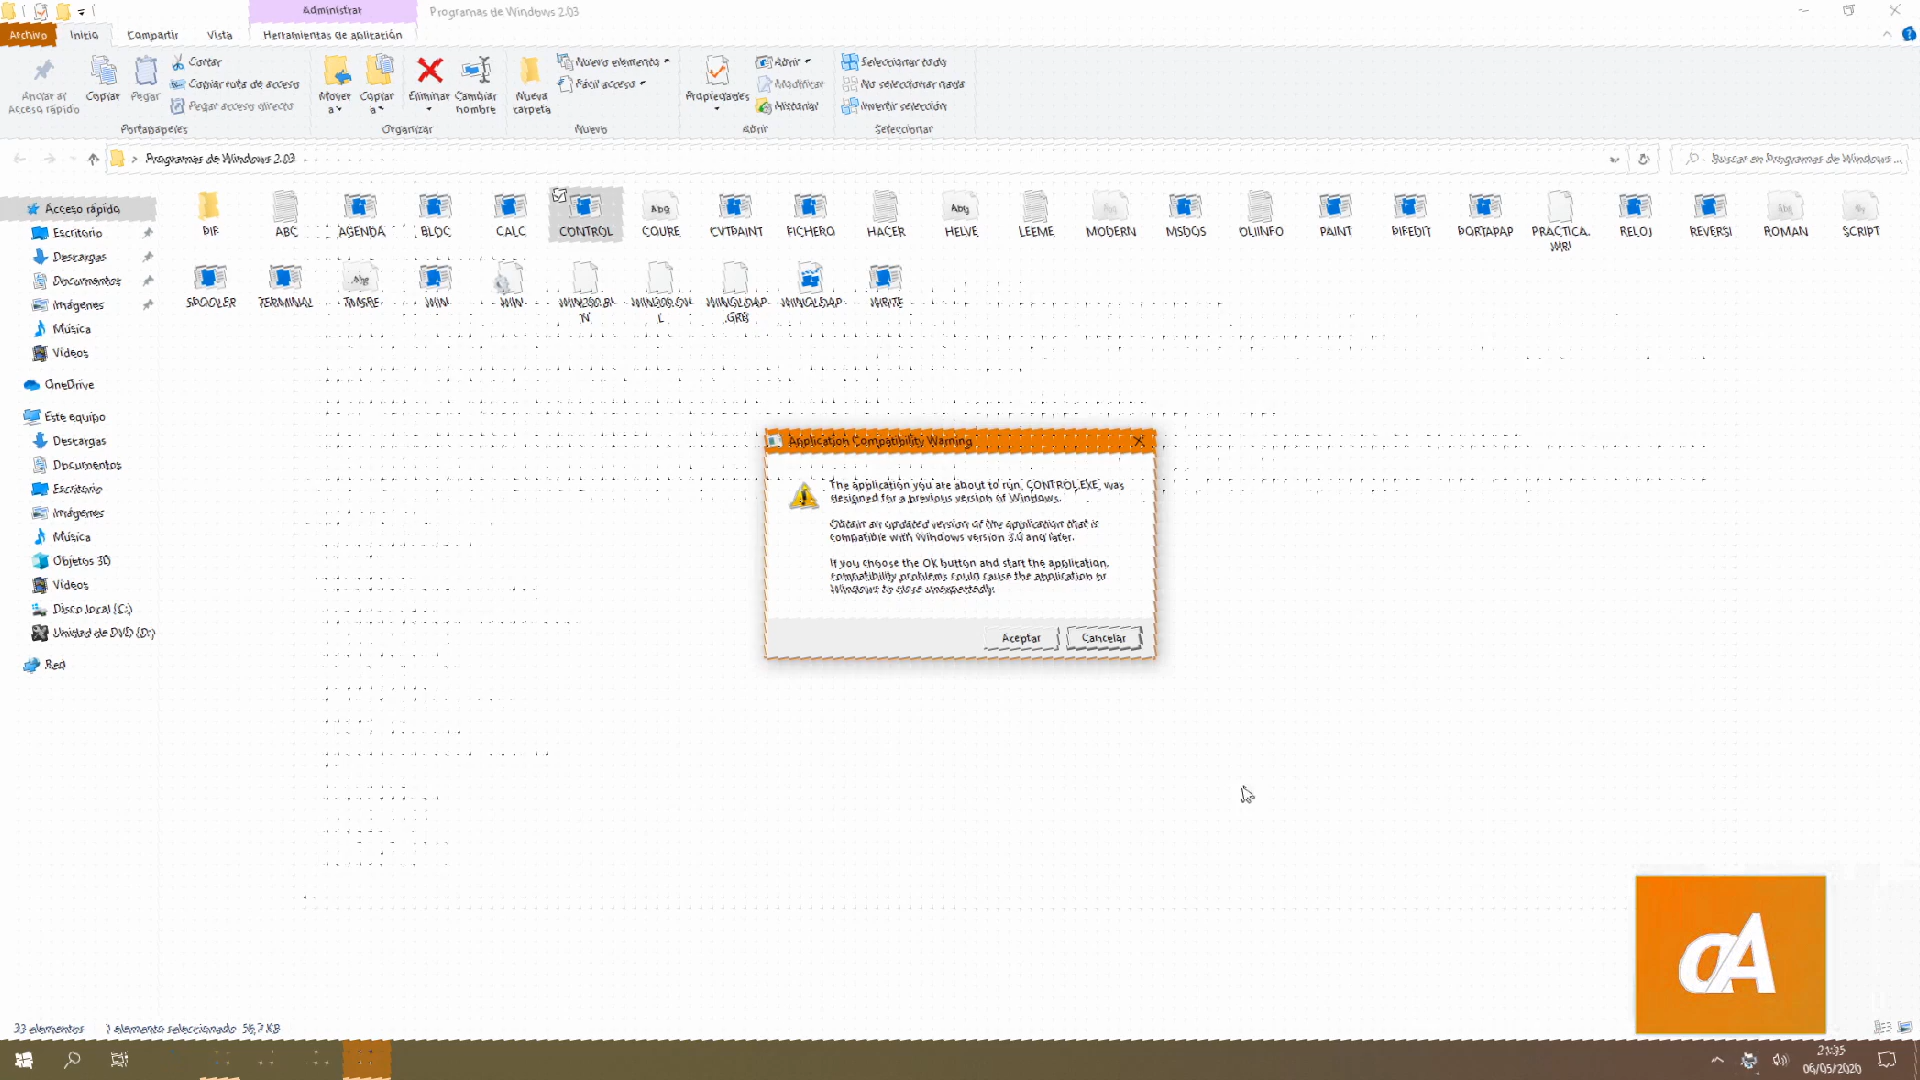 Administrar
Programas de Windows 2.03
Archivo
Inicio
Compartir
Vista
Herramientas de aplicación
Anclar al
Acceso rápido
Copiar
Pegar
Cortar
Copiar ruta de acceso
Pegar acceso directo
Portapapeles
Mover
a
Copiar
a
Eliminar
Cambiar
nombre
Organizar
Nueva
carpeta
Nuevo elemento
Fácil acceso
Nuevo
Propiedades
Abrir
Modificar
Historial
Abrir
Seleccionar todo
No seleccionar nada
Invertir selección
Seleccionar
Programas de Windows 2.03
Buscar en Programas de Windows ...
PIF
ABC
AGENDA
BLOC
CALC
CONTROL
COURE
CVTPAINT
FICHERO
HACER
HELVE
LEEME
MODERN
MSDOS
PAINT
PIFEDIT
PORTAPAP
PRACTICA.
WRI
RELOJ
REVERSI
ROMAN
SCRIPT
SPOOLER
TERMINAL
TMSRE
WIN
WIN
WIN200.BI
N
WIN200.OV
L
WINOLDAP
.GRB
WINOLDAP
WRITE
Acceso rápido
Escritorio
Descargas
Documentos
Imágenes
Música
Vídeos
OneDrive
Este equipo
Descargas
Documentos
Escritorio
Imágenes
Música
Objetos 3D
Vídeos
Disco local (C:)
Unidad de DVD (D:)
Red
Application Compatibility Warning
The application you are about to run, CONTROL.EXE, was
designed for a previous version of Windows.
Obtain an updated version of the application that is
compatible with Windows version 3.0 and later.
If you choose the OK button and start the application,
compatibility problems could cause the application or
Windows to close unexpectedly.
Aceptar
Cancelar
33 elementos
1 elemento seleccionado 56,7 KB
21:35
06/05/2020